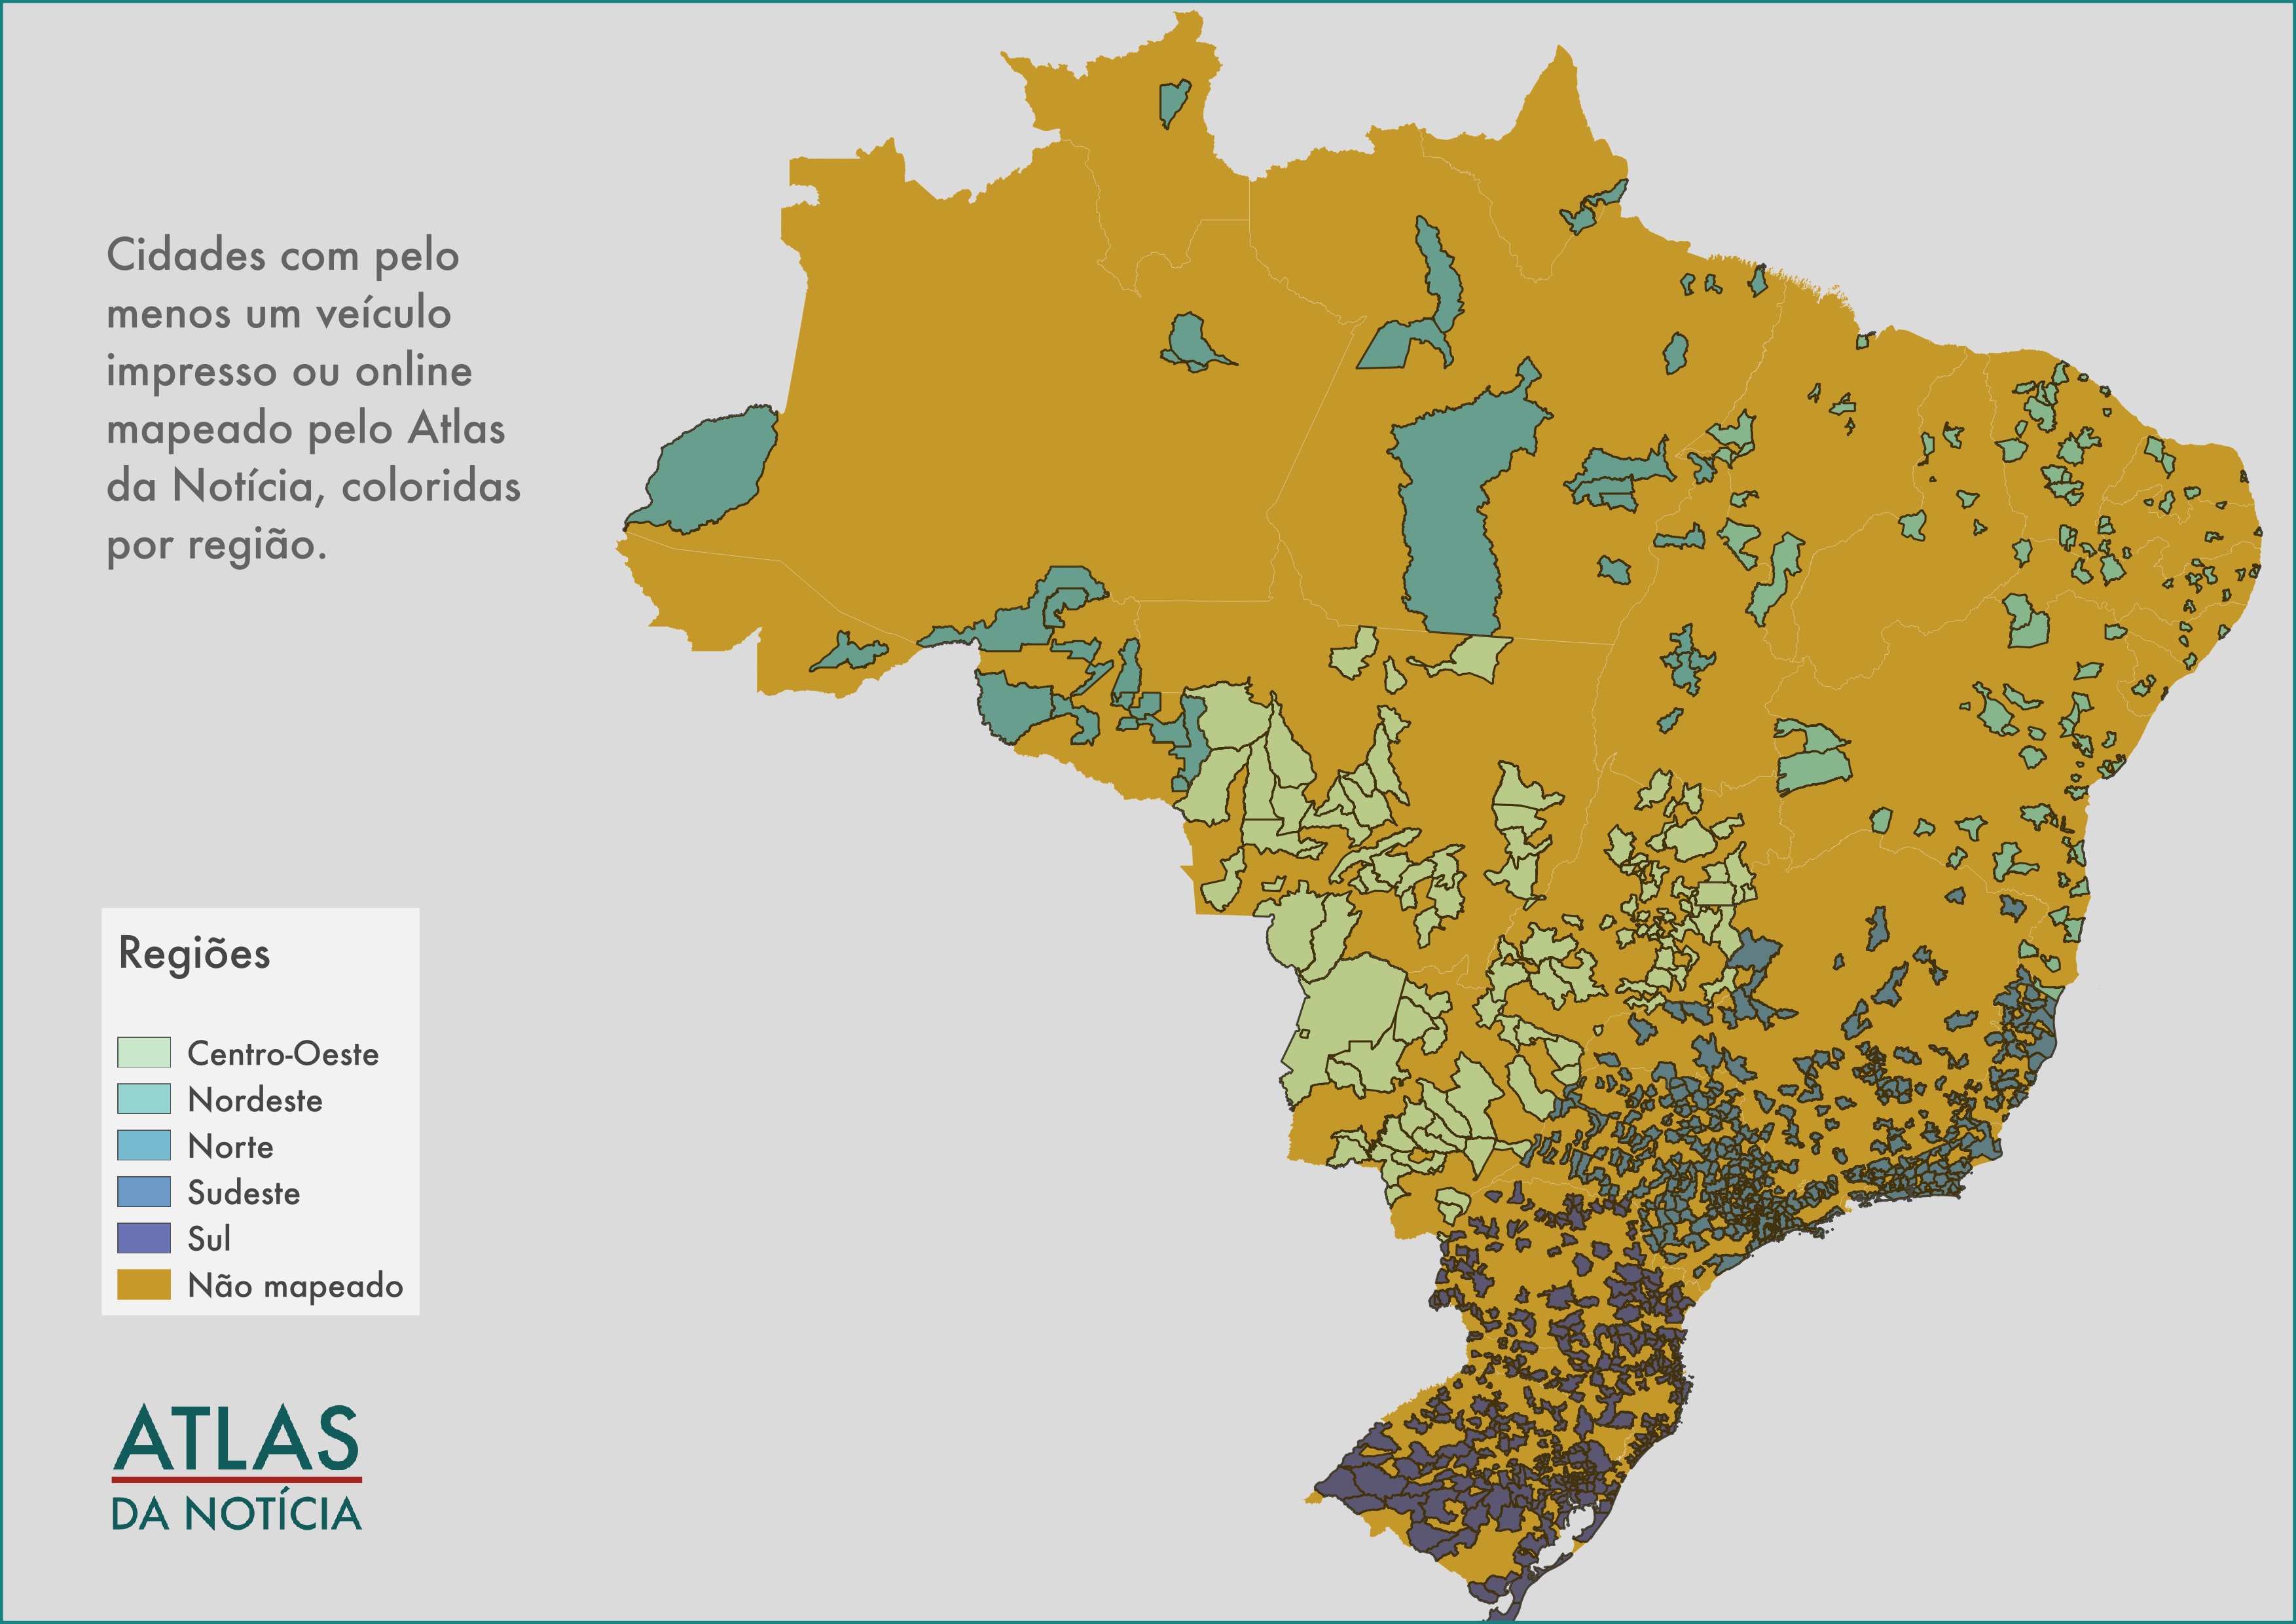 Cidades com pelo
menos um veículo
impresso ou online
mapeado pelo Atlas
da Notícia, coloridas
por região.
Regiões
Centro-Oeste
Nordeste
Norte
Sudeste
Sul
Não mapeado
ATLAS
DA NOTÍCIA